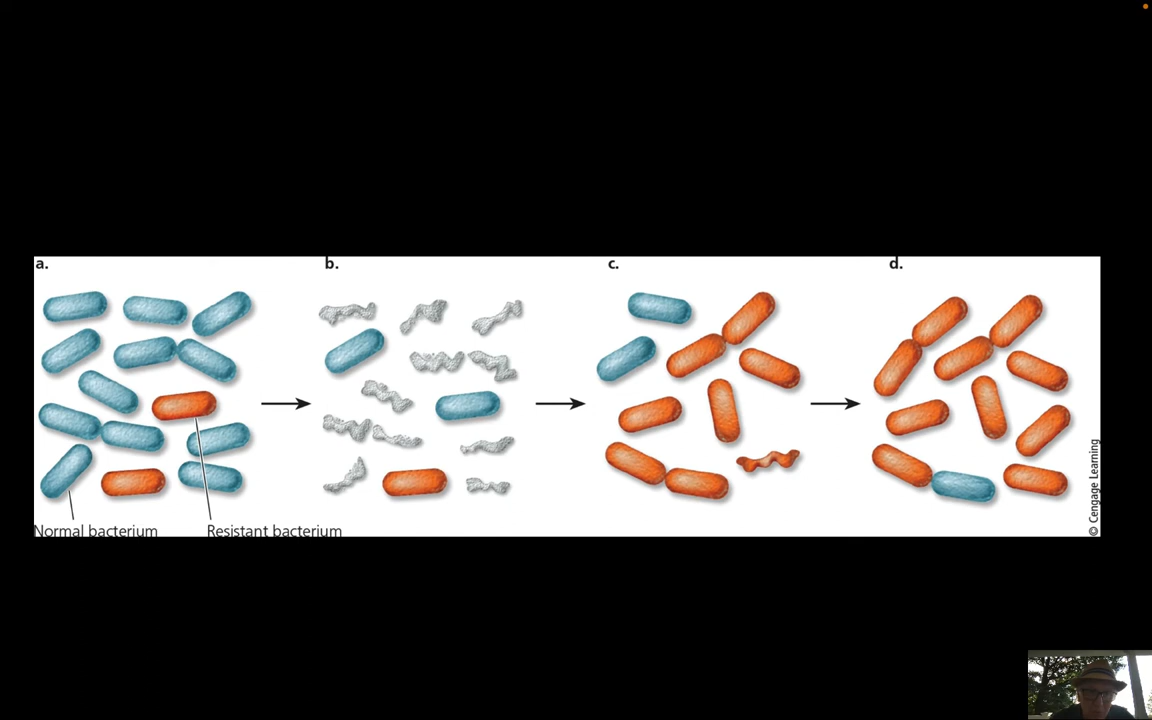 a.
b.
c.
d.
Normal bacterium
Resistant bacterium
© Cengage Learning